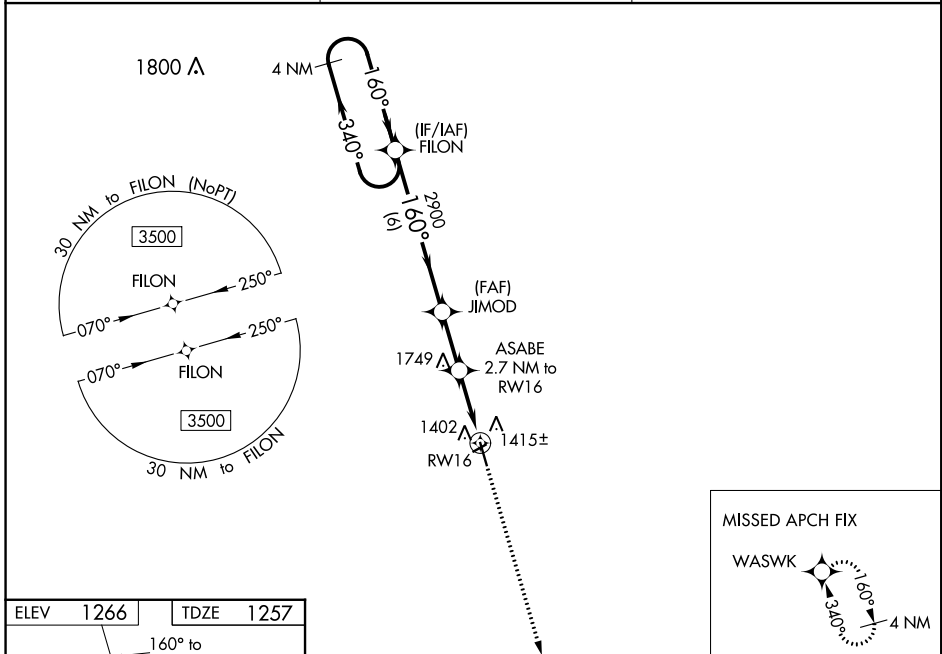 1800
4 NM
160°
340°
(IF/IAF)
FILON
2900
160°
(6)
30 NM to FILON (NoPT)
3500
FILON
250°
070°
250°
070°
FILON
3500
30 NM to FILON
(FAF)
JIMOD
1749
ASABE
2.7 NM to
RW16
1402
1415±
RW16
MISSED APCH FIX
WASWK
160°
340°
4 NM
ELEV 1266
TDZE 1257
160° to